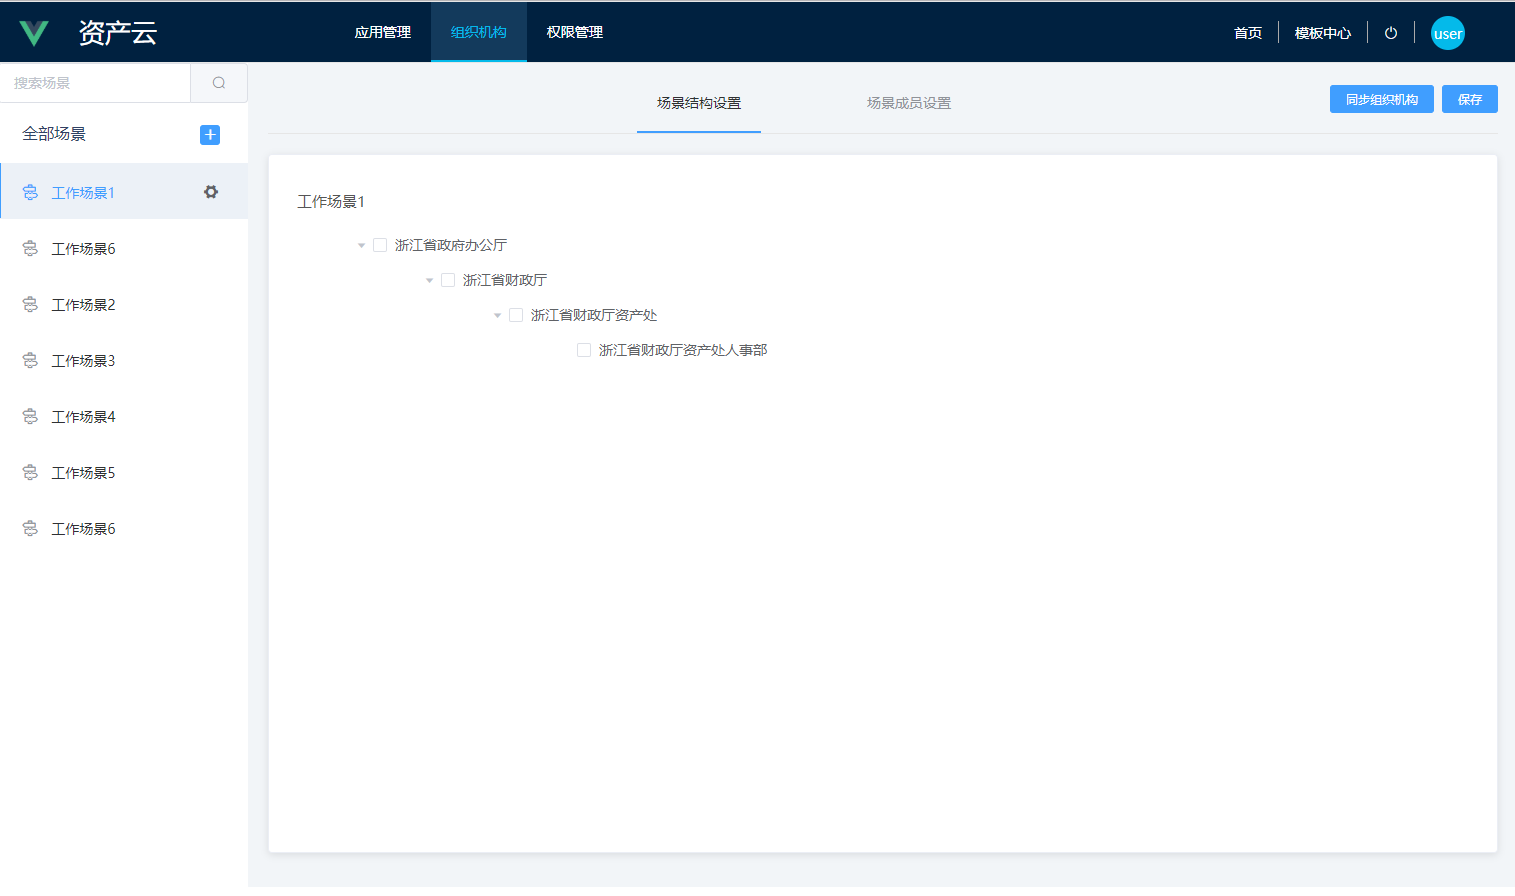 资产云
应用管理
组织机构
权限管理
首页
模板中心
user
搜索场景
全部场景
工作场景1
工作场景6
工作场景2
工作场景3
工作场景4
工作场景5
工作场景6
场景结构设置
场景成员设置
同步组织机构
保存
工作场景1
浙江省政府办公厅
浙江省财政厅
浙江省财政厅资产处
浙江省财政厅资产处人事部